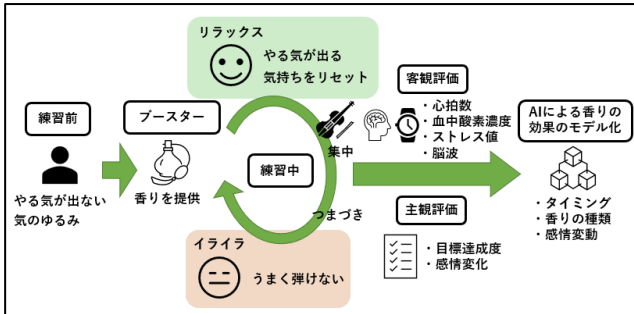 練習前
やる気が出ない
気のゆるみ
ブースター
香りを提供
リラックス
やる気が出る
気持ちをリセット
練習中
集中
つまづき
イライラ
うまく弾けない
客観評価
・心拍数
・血中酸素濃度
・ストレス値
・脳波
主観評価
・目標達成度
・感情変化
AIによる香りの
効果のモデル化
・タイミング
・香りの種類
・感情変動